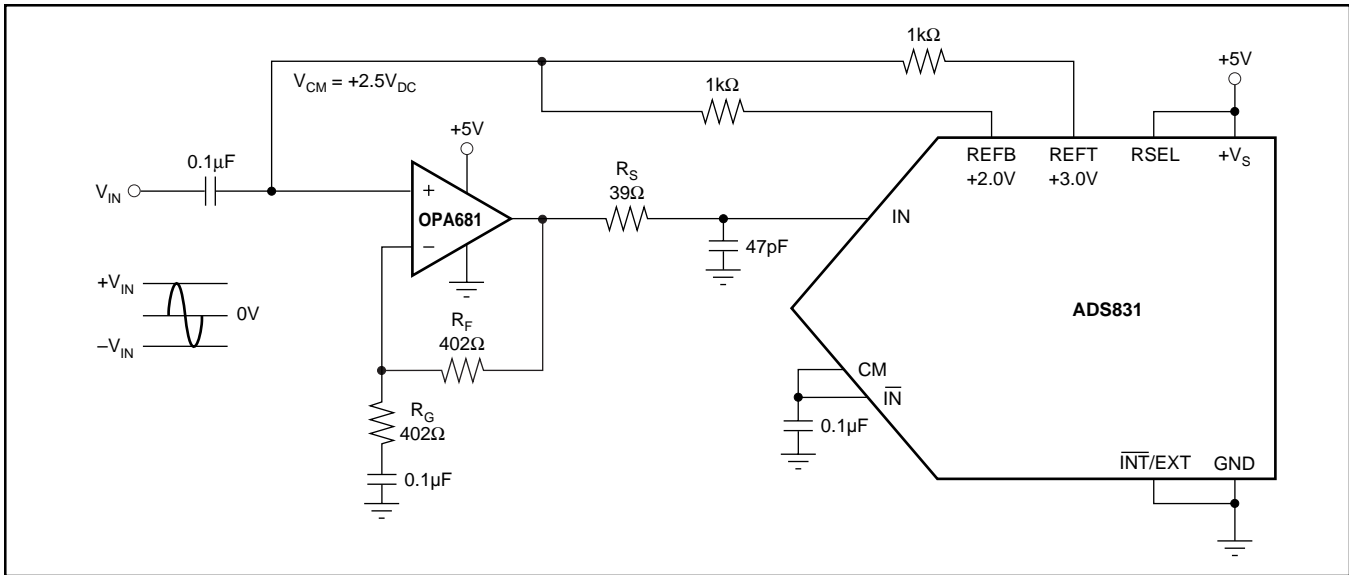 1kΩ
+5V
V_CM = +2.5V_DC
1kΩ
+5V
0.1µF
REFB
+2.0V
REFT
+3.0V
RSEL
+V_S
V_IN
+
−
OPA681
R_S
39Ω
IN
47pF
+V_IN
0V
−V_IN
R_F
402Ω
ADS831
CM
I̅N̅
0.1µF
R_G
402Ω
0.1µF
I̅N̅T̅/EXT
GND